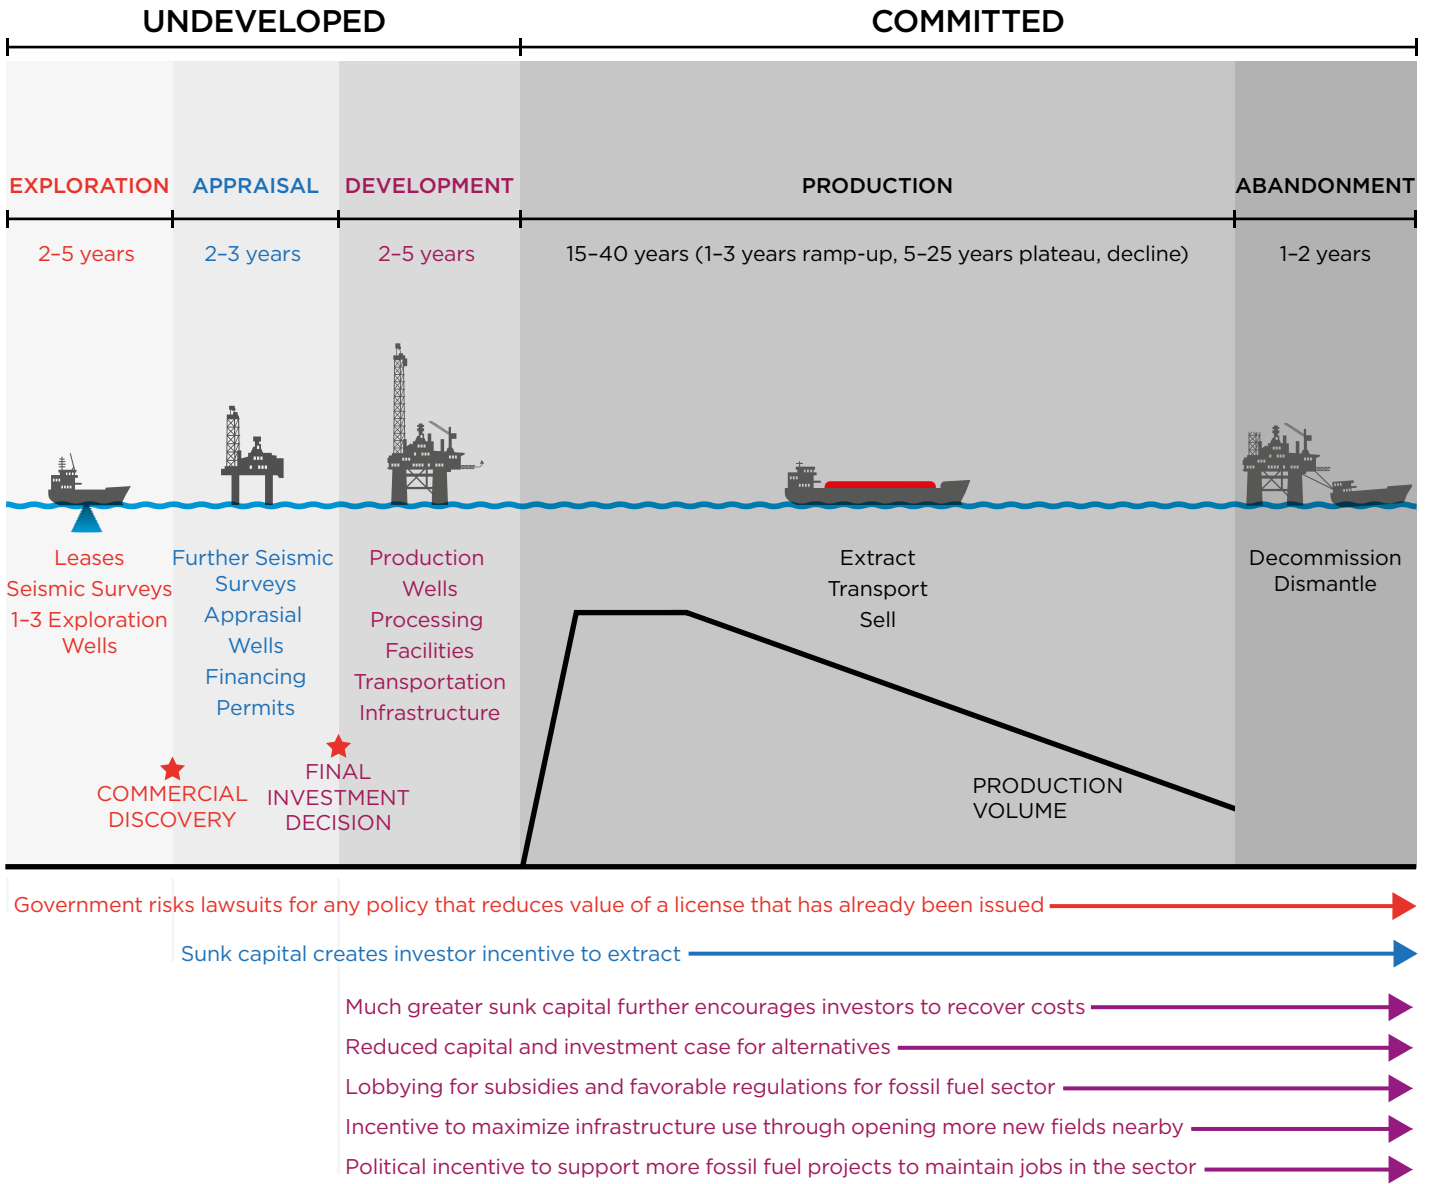 UNDEVELOPED
COMMITTED
EXPLORATION
APPRAISAL
DEVELOPMENT
PRODUCTION
ABANDONMENT
2–5 years
2–3 years
2–5 years
15–40 years (1–3 years ramp-up, 5–25 years plateau, decline)
1–2 years
Leases
Seismic Surveys
1–3 Exploration
Wells
Further Seismic
Surveys
Apprasial
Wells
Financing
Permits
Production
Wells
Processing
Facilities
Transportation
Infrastructure
Extract
Transport
Sell
Decommission
Dismantle
COMMERCIAL
DISCOVERY
FINAL
INVESTMENT
DECISION
PRODUCTION
VOLUME
Government risks lawsuits for any policy that reduces value of a license that has already been issued
Sunk capital creates investor incentive to extract
Much greater sunk capital further encourages investors to recover costs
Reduced capital and investment case for alternatives
Lobbying for subsidies and favorable regulations for fossil fuel sector
Incentive to maximize infrastructure use through opening more new fields nearby
Political incentive to support more fossil fuel projects to maintain jobs in the sector